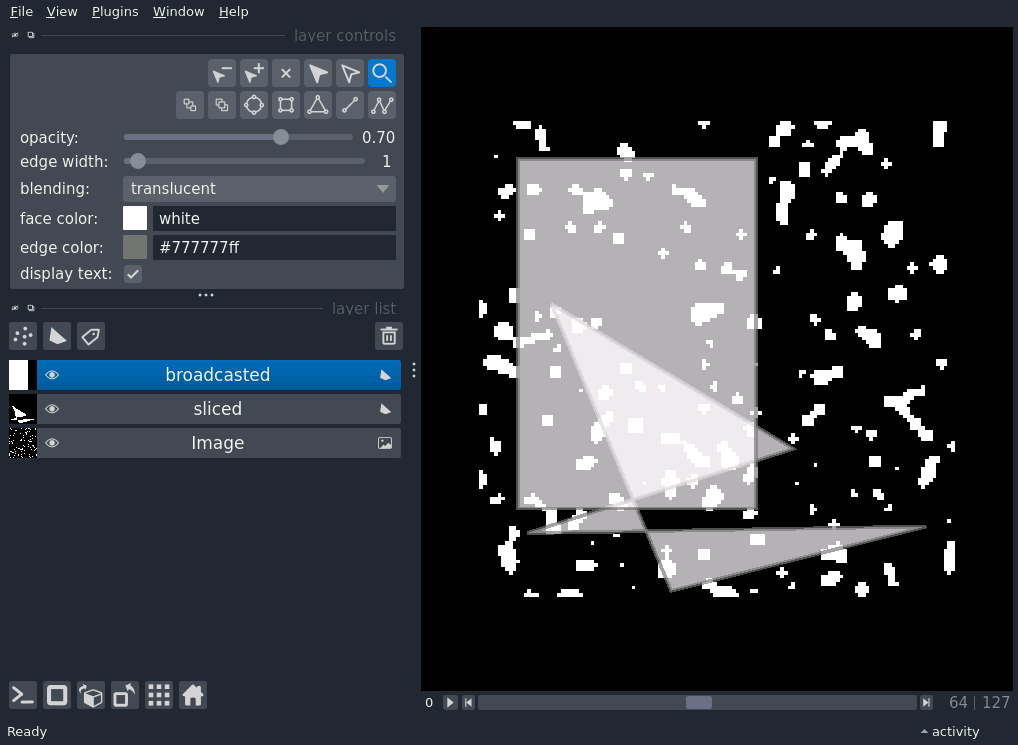 File View Plugins Window Help
layer controls
opacity: 0.70
edge width: 1
blending: translucent
face color: white
edge color: #777777ff
display text:
layer list
broadcasted
sliced
Image
0 64 | 127
Ready activity